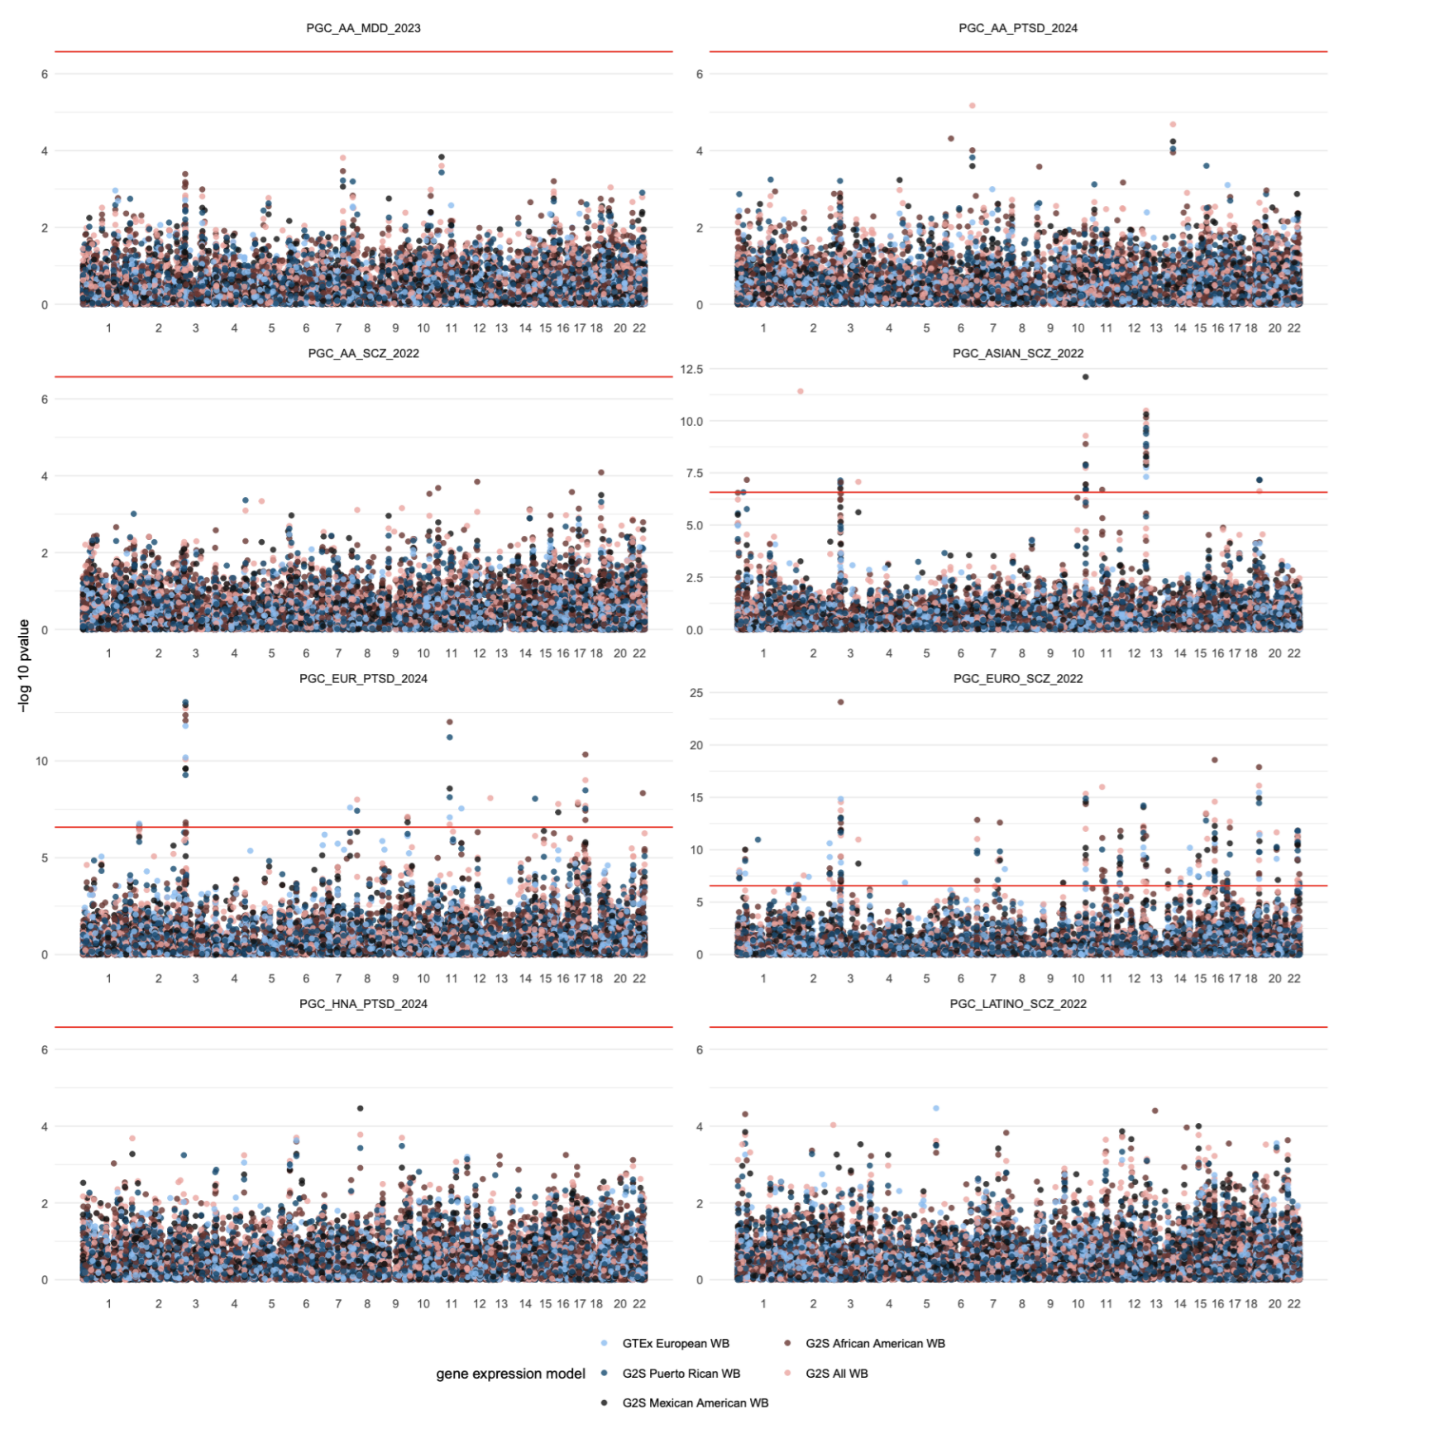 PGC_AA_MDD_2023
PGC_AA_PTSD_2024
6
4
2
0
1 2 3 4 5 6 7 8 9 10 11 12 13 14 15 16 17 18 20 22
6
4
2
0
1 2 3 4 5 6 7 8 9 10 11 12 13 14 15 16 17 18 20 22
PGC_AA_SCZ_2022
PGC_ASIAN_SCZ_2022
6
4
2
0
1 2 3 4 5 6 7 8 9 10 11 12 13 14 15 16 17 18 20 22
12.5
10.0
7.5
5.0
2.5
0.0
1 2 3 4 5 6 7 8 9 10 11 12 13 14 15 16 17 18 20 22
−log 10 pvalue
PGC_EUR_PTSD_2024
PGC_EURO_SCZ_2022
10
5
0
1 2 3 4 5 6 7 8 9 10 11 12 13 14 15 16 17 18 20 22
25
20
15
10
5
0
1 2 3 4 5 6 7 8 9 10 11 12 13 14 15 16 17 18 20 22
PGC_HNA_PTSD_2024
PGC_LATINO_SCZ_2022
6
4
2
0
1 2 3 4 5 6 7 8 9 10 11 12 13 14 15 16 17 18 20 22
6
4
2
0
1 2 3 4 5 6 7 8 9 10 11 12 13 14 15 16 17 18 20 22
gene expression model
GTEx European WB
G2S Puerto Rican WB
G2S Mexican American WB
G2S African American WB
G2S All WB